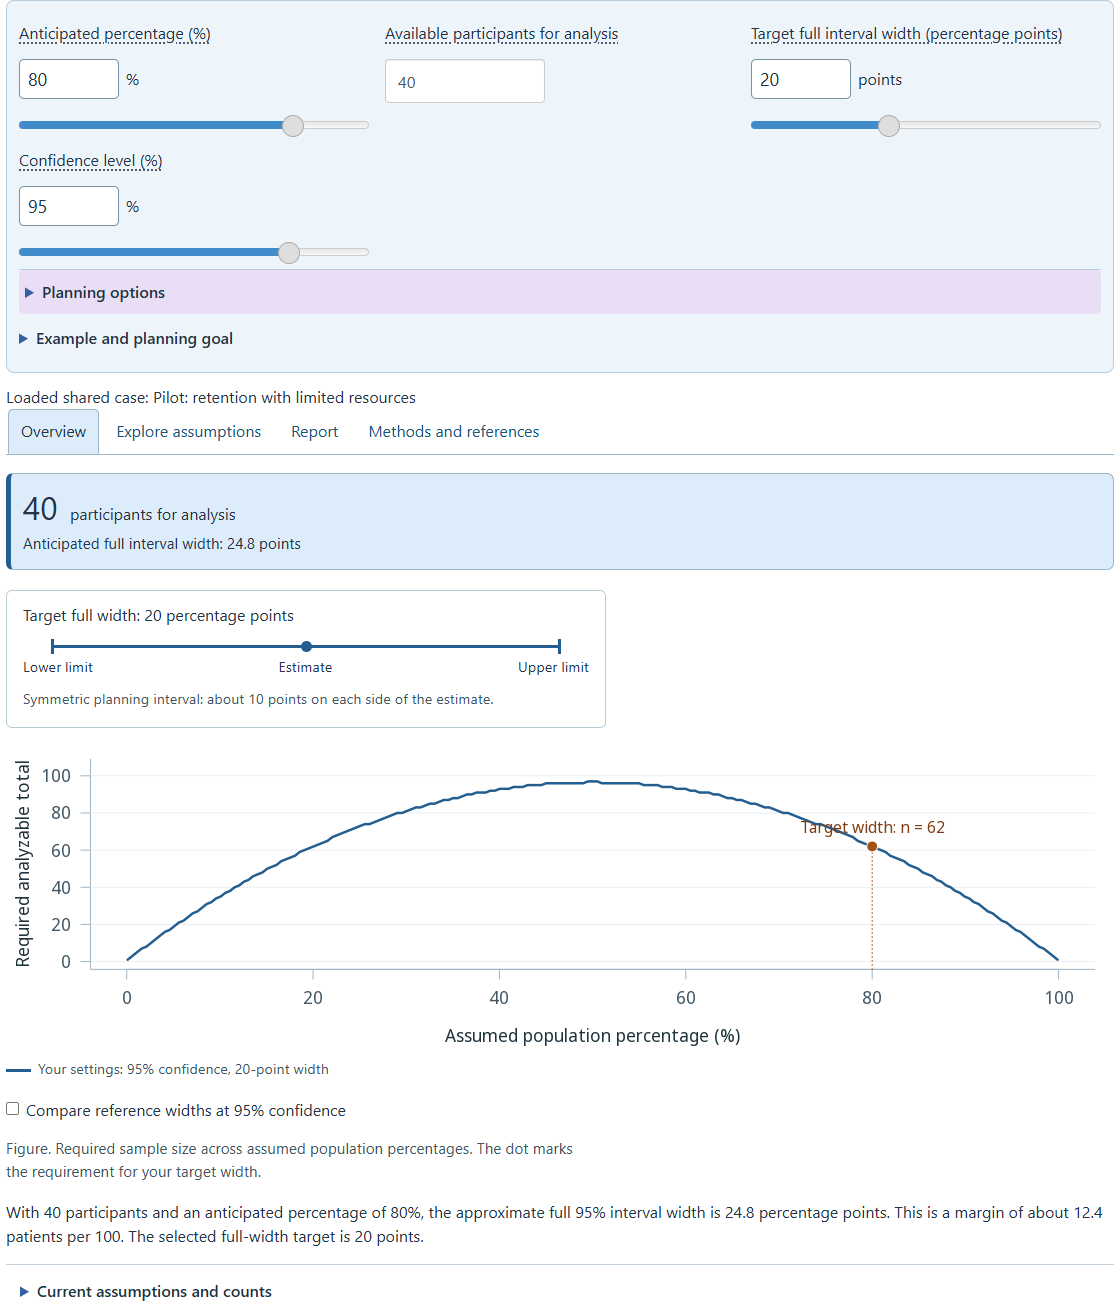 Anticipated percentage (%)
Available participants for analysis
Target full interval width (percentage points)
80 %
40
20 points
Confidence level (%)
95 %
Planning options
Example and planning goal
Loaded shared case: Pilot: retention with limited resources
Overview
Explore assumptions
Report
Methods and references
40 participants for analysis
Anticipated full interval width: 24.8 points
Target full width: 20 percentage points
Lower limit
Estimate
Upper limit
Symmetric planning interval: about 10 points on each side of the estimate.
Required analyzable total
100
80
60
40
20
0
Target width: n = 62
0
20
40
60
80
100
Assumed population percentage (%)
Your settings: 95% confidence, 20-point width
Compare reference widths at 95% confidence
Figure. Required sample size across assumed population percentages. The dot marks
the requirement for your target width.
With 40 participants and an anticipated percentage of 80%, the approximate full 95% interval width is 24.8 percentage points. This is a margin of about 12.4
patients per 100. The selected full-width target is 20 points.
Current assumptions and counts